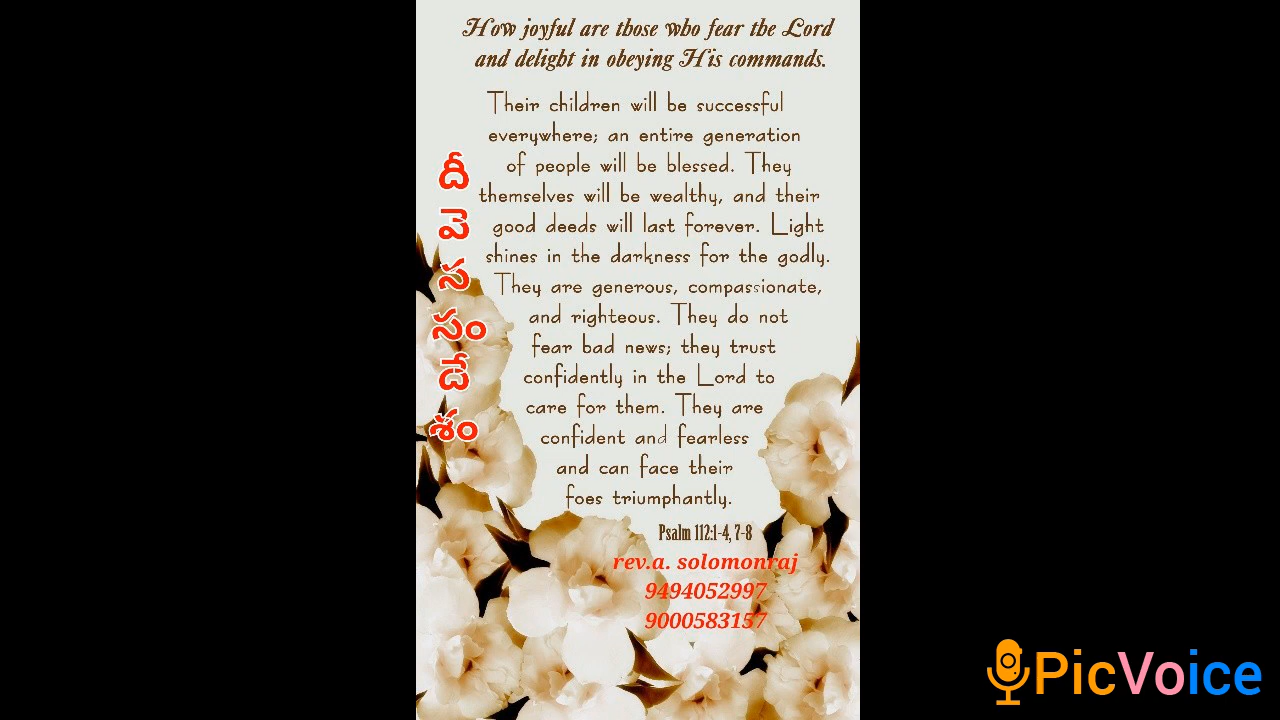 How joyful are those who fear the Lord
and delight in obeying His commands.
Their children will be successful
everywhere; an entire generation
of people will be blessed. They
themselves will be wealthy, and their
good deeds will last forever. Light
shines in the darkness for the godly.
They are generous, compassionate,
and righteous. They do not
fear bad news; they trust
confidently in the Lord to
care for them. They are
confident and fearless
and can face their
foes triumphantly.
Psalm 112:1-4, 7-8
rev.a. solomonraj
9494052997
9000583157
దీ
వె
న
సం
దే
శం
PicVoice